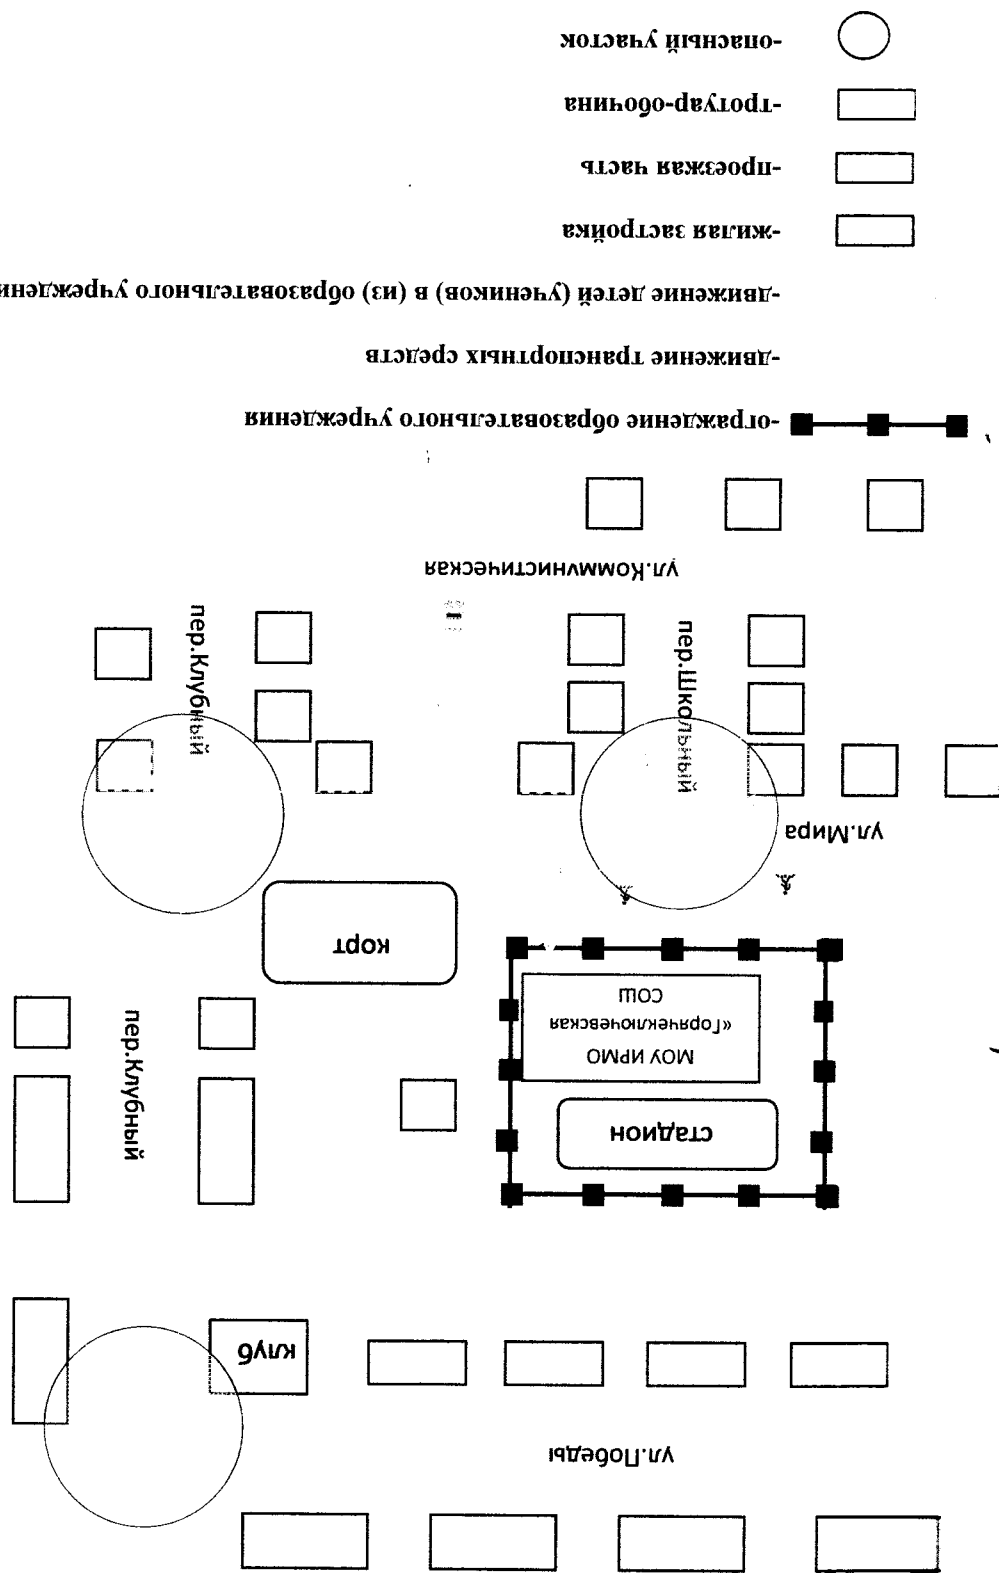 ул.Победы
клуб
стадион
МОУ ИРМО
«Горячеключевская
СОШ
пер.Клубный
корт
ул.Мира
пер.Школьный
пер.Клубный
ул.Коммунистическая
-ограждение образовательного учреждения
-движение транспортных средств
-движение детей (учеников) в (из) образовательного учреждени
-жилая застройка
-проезжая часть
-тротуар-обочина
-опасный участок